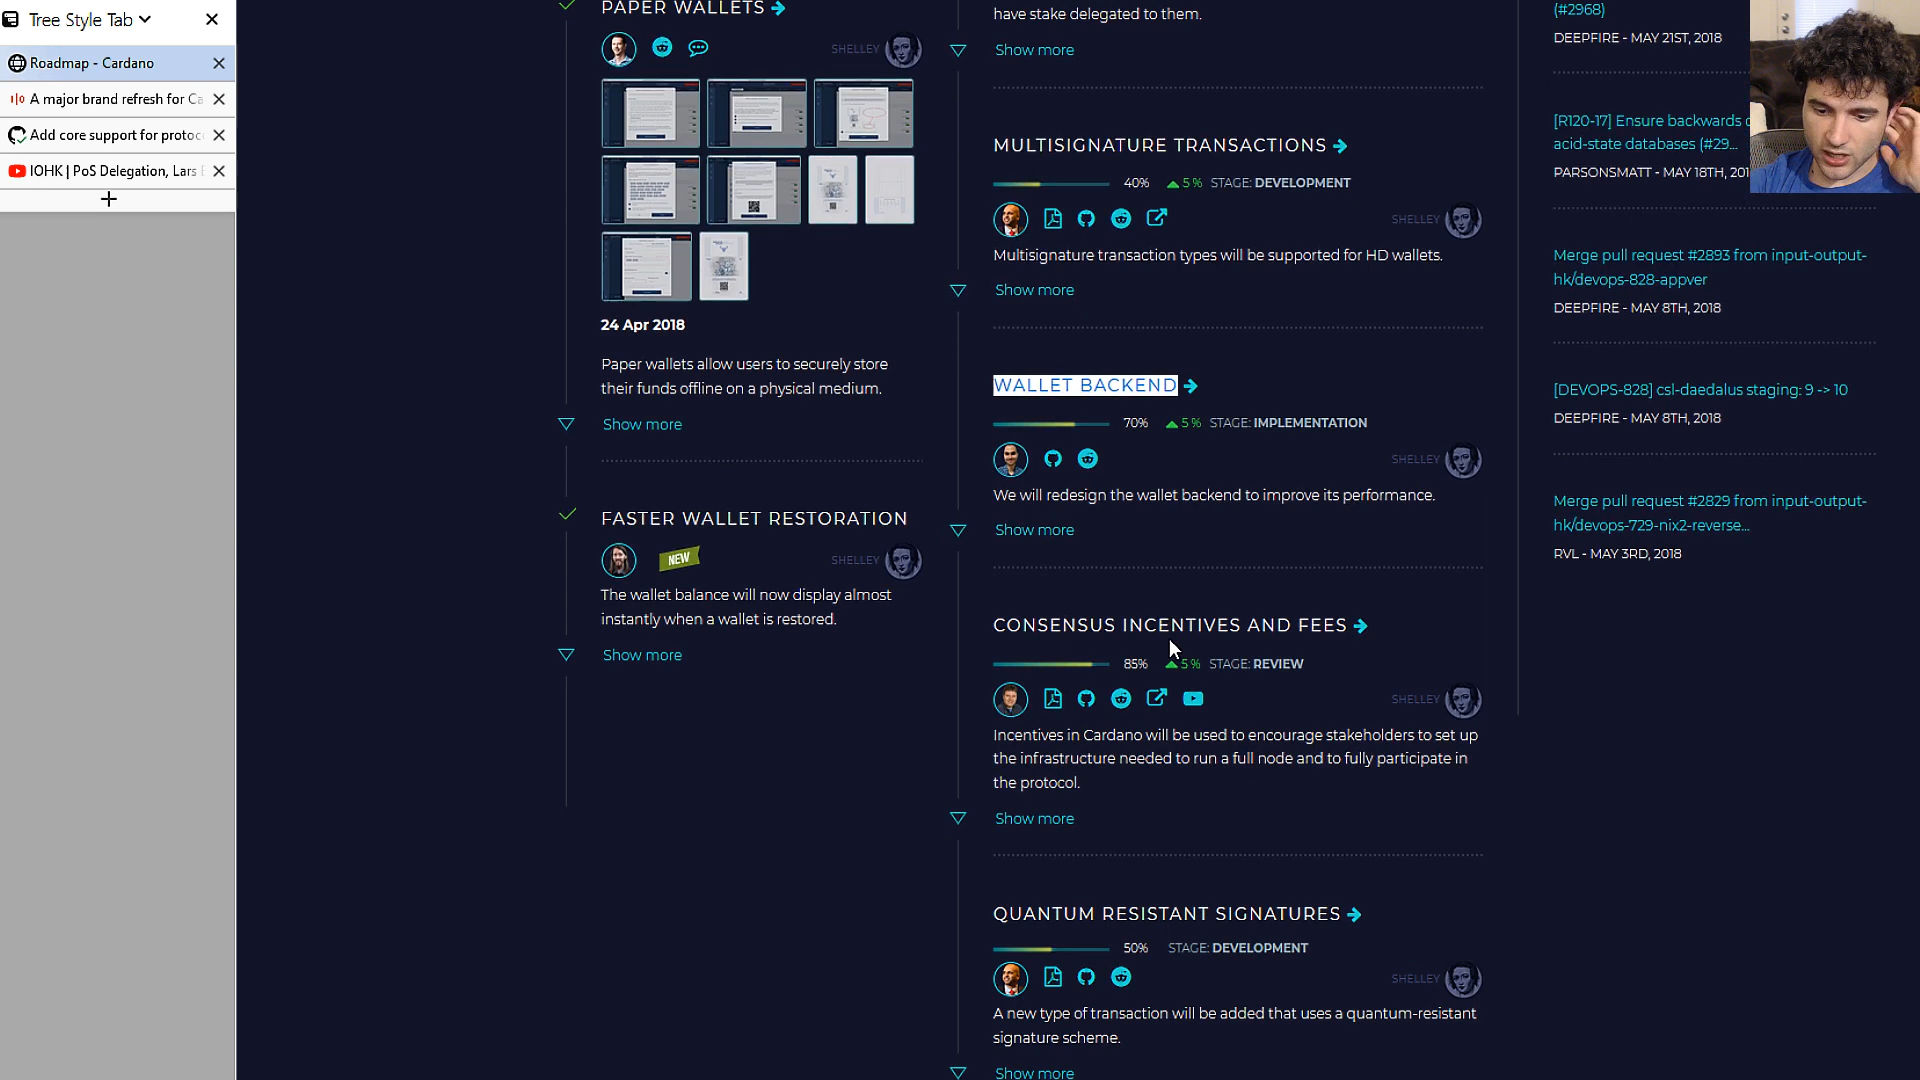 Tree Style Tab
Roadmap - Cardano
A major brand refresh for Ca
Add core support for protoc
IOHK | PoS Delegation, Lars
PAPER WALLETS
SHELLEY
24 Apr 2018
Paper wallets allow users to securely store
their funds offline on a physical medium.
Show more
FASTER WALLET RESTORATION
NEW
SHELLEY
The wallet balance will now display almost
instantly when a wallet is restored.
Show more
have stake delegated to them.
Show more
MULTISIGNATURE TRANSACTIONS
40% 5% STAGE: DEVELOPMENT
SHELLEY
Multisignature transaction types will be supported for HD wallets.
Show more
WALLET BACKEND
70% 5% STAGE: IMPLEMENTATION
SHELLEY
We will redesign the wallet backend to improve its performance.
Show more
CONSENSUS INCENTIVES AND FEES
85% 5% STAGE: REVIEW
SHELLEY
Incentives in Cardano will be used to encourage stakeholders to set up
the infrastructure needed to run a full node and to fully participate in
the protocol.
Show more
QUANTUM RESISTANT SIGNATURES
50% STAGE: DEVELOPMENT
SHELLEY
A new type of transaction will be added that uses a quantum-resistant
signature scheme.
Show more
(#2968)
DEEPFIRE - MAY 21ST, 2018
[R120-17] Ensure backwards
acid-state databases (#29...
PARSONSMATT - MAY 18TH, 201
Merge pull request #2893 from input-output-
hk/devops-828-appver
DEEPFIRE - MAY 8TH, 2018
[DEVOPS-828] csl-daedalus staging: 9 -> 10
DEEPFIRE - MAY 8TH, 2018
Merge pull request #2829 from input-output-
hk/devops-729-nix2-reverse...
RVL - MAY 3RD, 2018